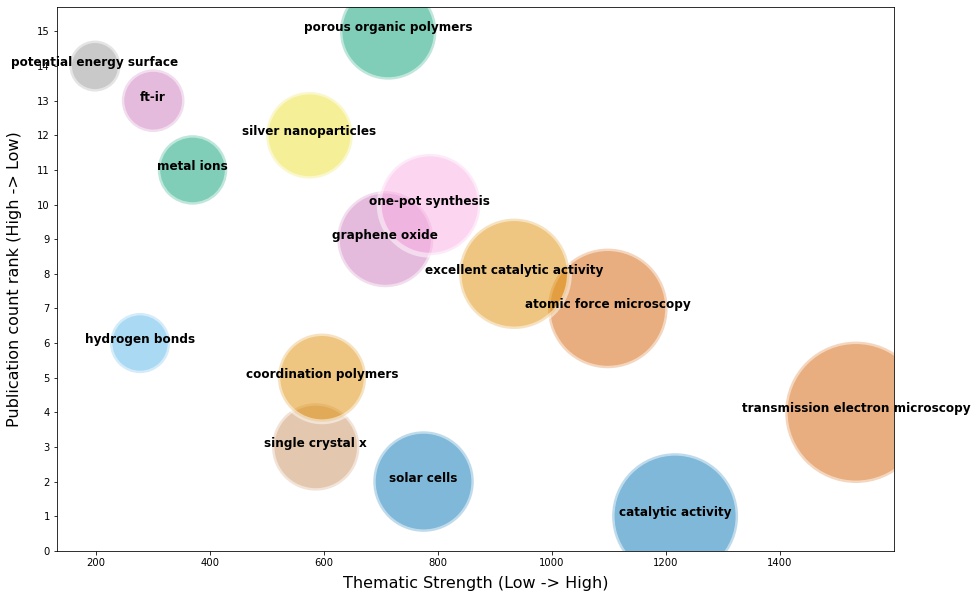 15
porous organic polymers
14
potential energy surface
13
ft-ir
12
silver nanoparticles
11
metal ions
10
one-pot synthesis
9
graphene oxide
8
excellent catalytic activity
7
atomic force microscopy
6
hydrogen bonds
5
coordination polymers
4
transmission electron microscopy
3
single crystal x
2
solar cells
1
catalytic activity
0
200 400 600 800 1000 1200 1400
Thematic Strength (Low -> High)
Publication count rank (High -> Low)